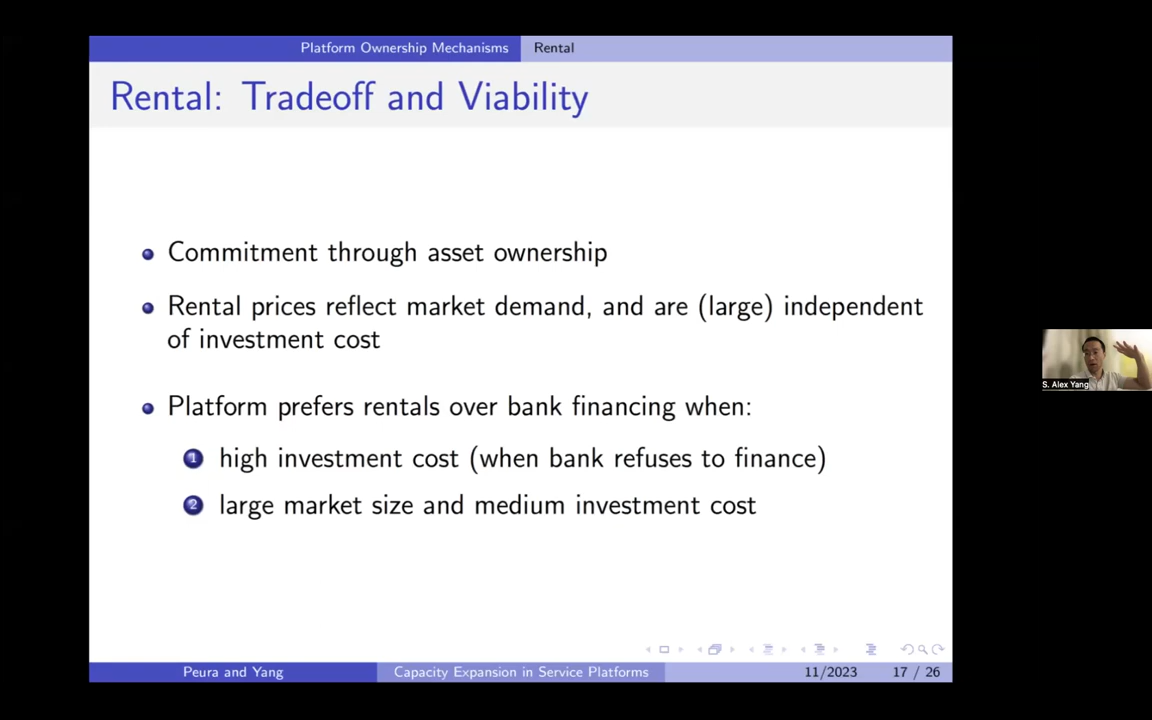 Platform Ownership Mechanisms Rental
Rental: Tradeoff and Viability
Commitment through asset ownership
Rental prices reflect market demand, and are (large) independent
of investment cost
Platform prefers rentals over bank financing when:
1 high investment cost (when bank refuses to finance)
2 large market size and medium investment cost
S. Alex Yang
Peura and Yang Capacity Expansion in Service Platforms 11/2023 17 / 26